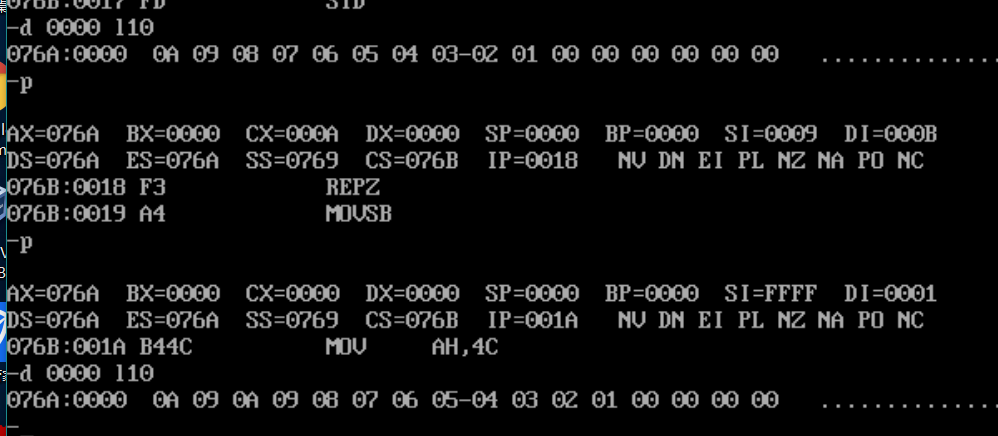 076B:0017 FD STD
-d 0000 l10
076A:0000 0A 09 08 07 06 05 04 03-02 01 00 00 00 00 00 00 ..............
-p
AX=076A BX=0000 CX=000A DX=0000 SP=0000 BP=0000 SI=0009 DI=000B
DS=076A ES=076A SS=0769 CS=076B IP=0018 NV DN EI PL NZ NA PO NC
076B:0018 F3 REPZ
076B:0019 A4 MOVSB
-p
AX=076A BX=0000 CX=0000 DX=0000 SP=0000 BP=0000 SI=FFFF DI=0001
DS=076A ES=076A SS=0769 CS=076B IP=001A NV DN EI PL NZ NA PO NC
076B:001A B44C MOV AH,4C
-d 0000 l10
076A:0000 0A 09 0A 09 08 07 06 05-04 03 02 01 00 00 00 00 ..............
-